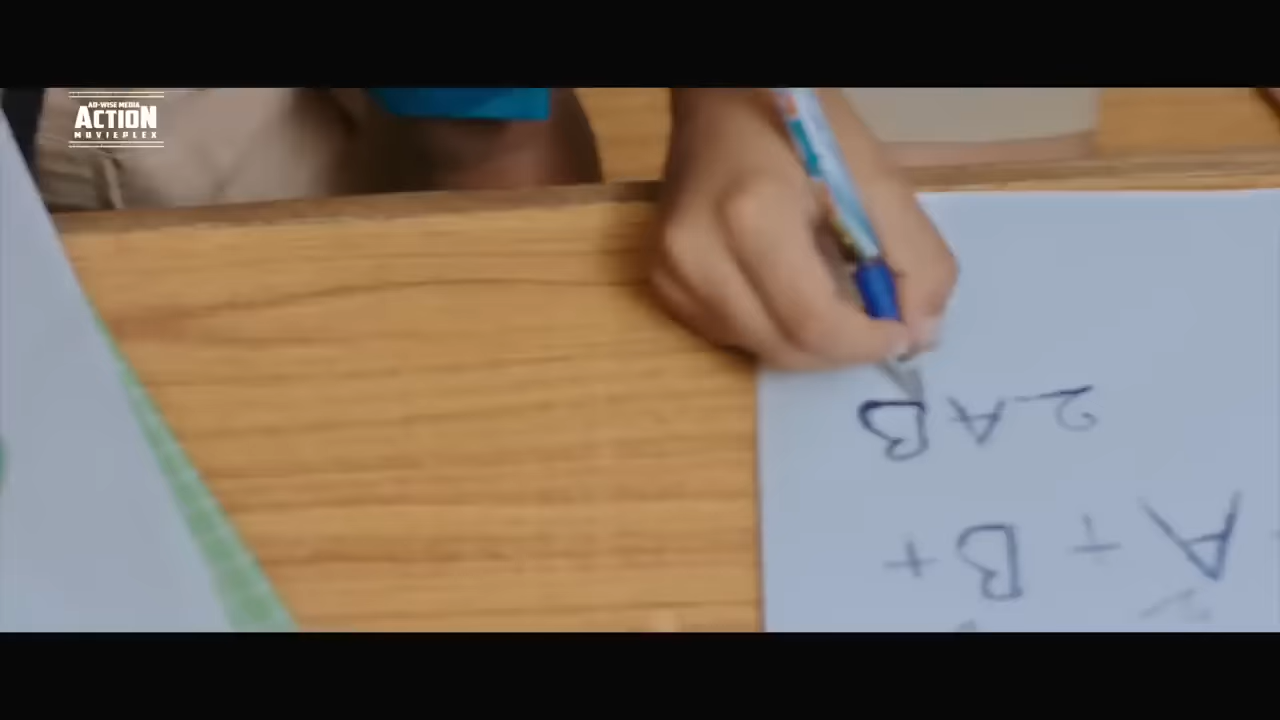 AD-WISE MEDIA
ACTION
MOVIEPLEX
A + B +
2AB